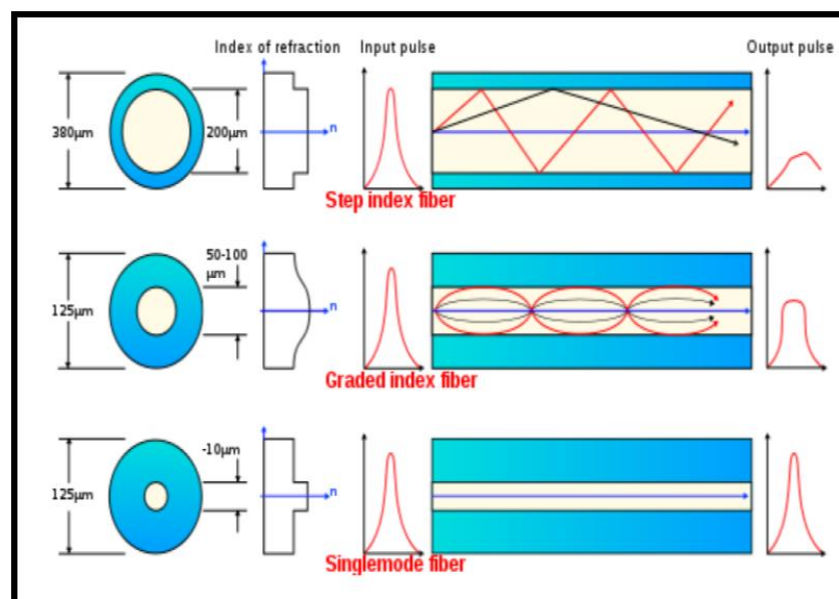 Index of refraction Input pulse Output pulse
380μm 200μm n
Step index fiber
50-100
μm
125μm n
Graded index fiber
-10μm
125μm n
Singlemode fiber